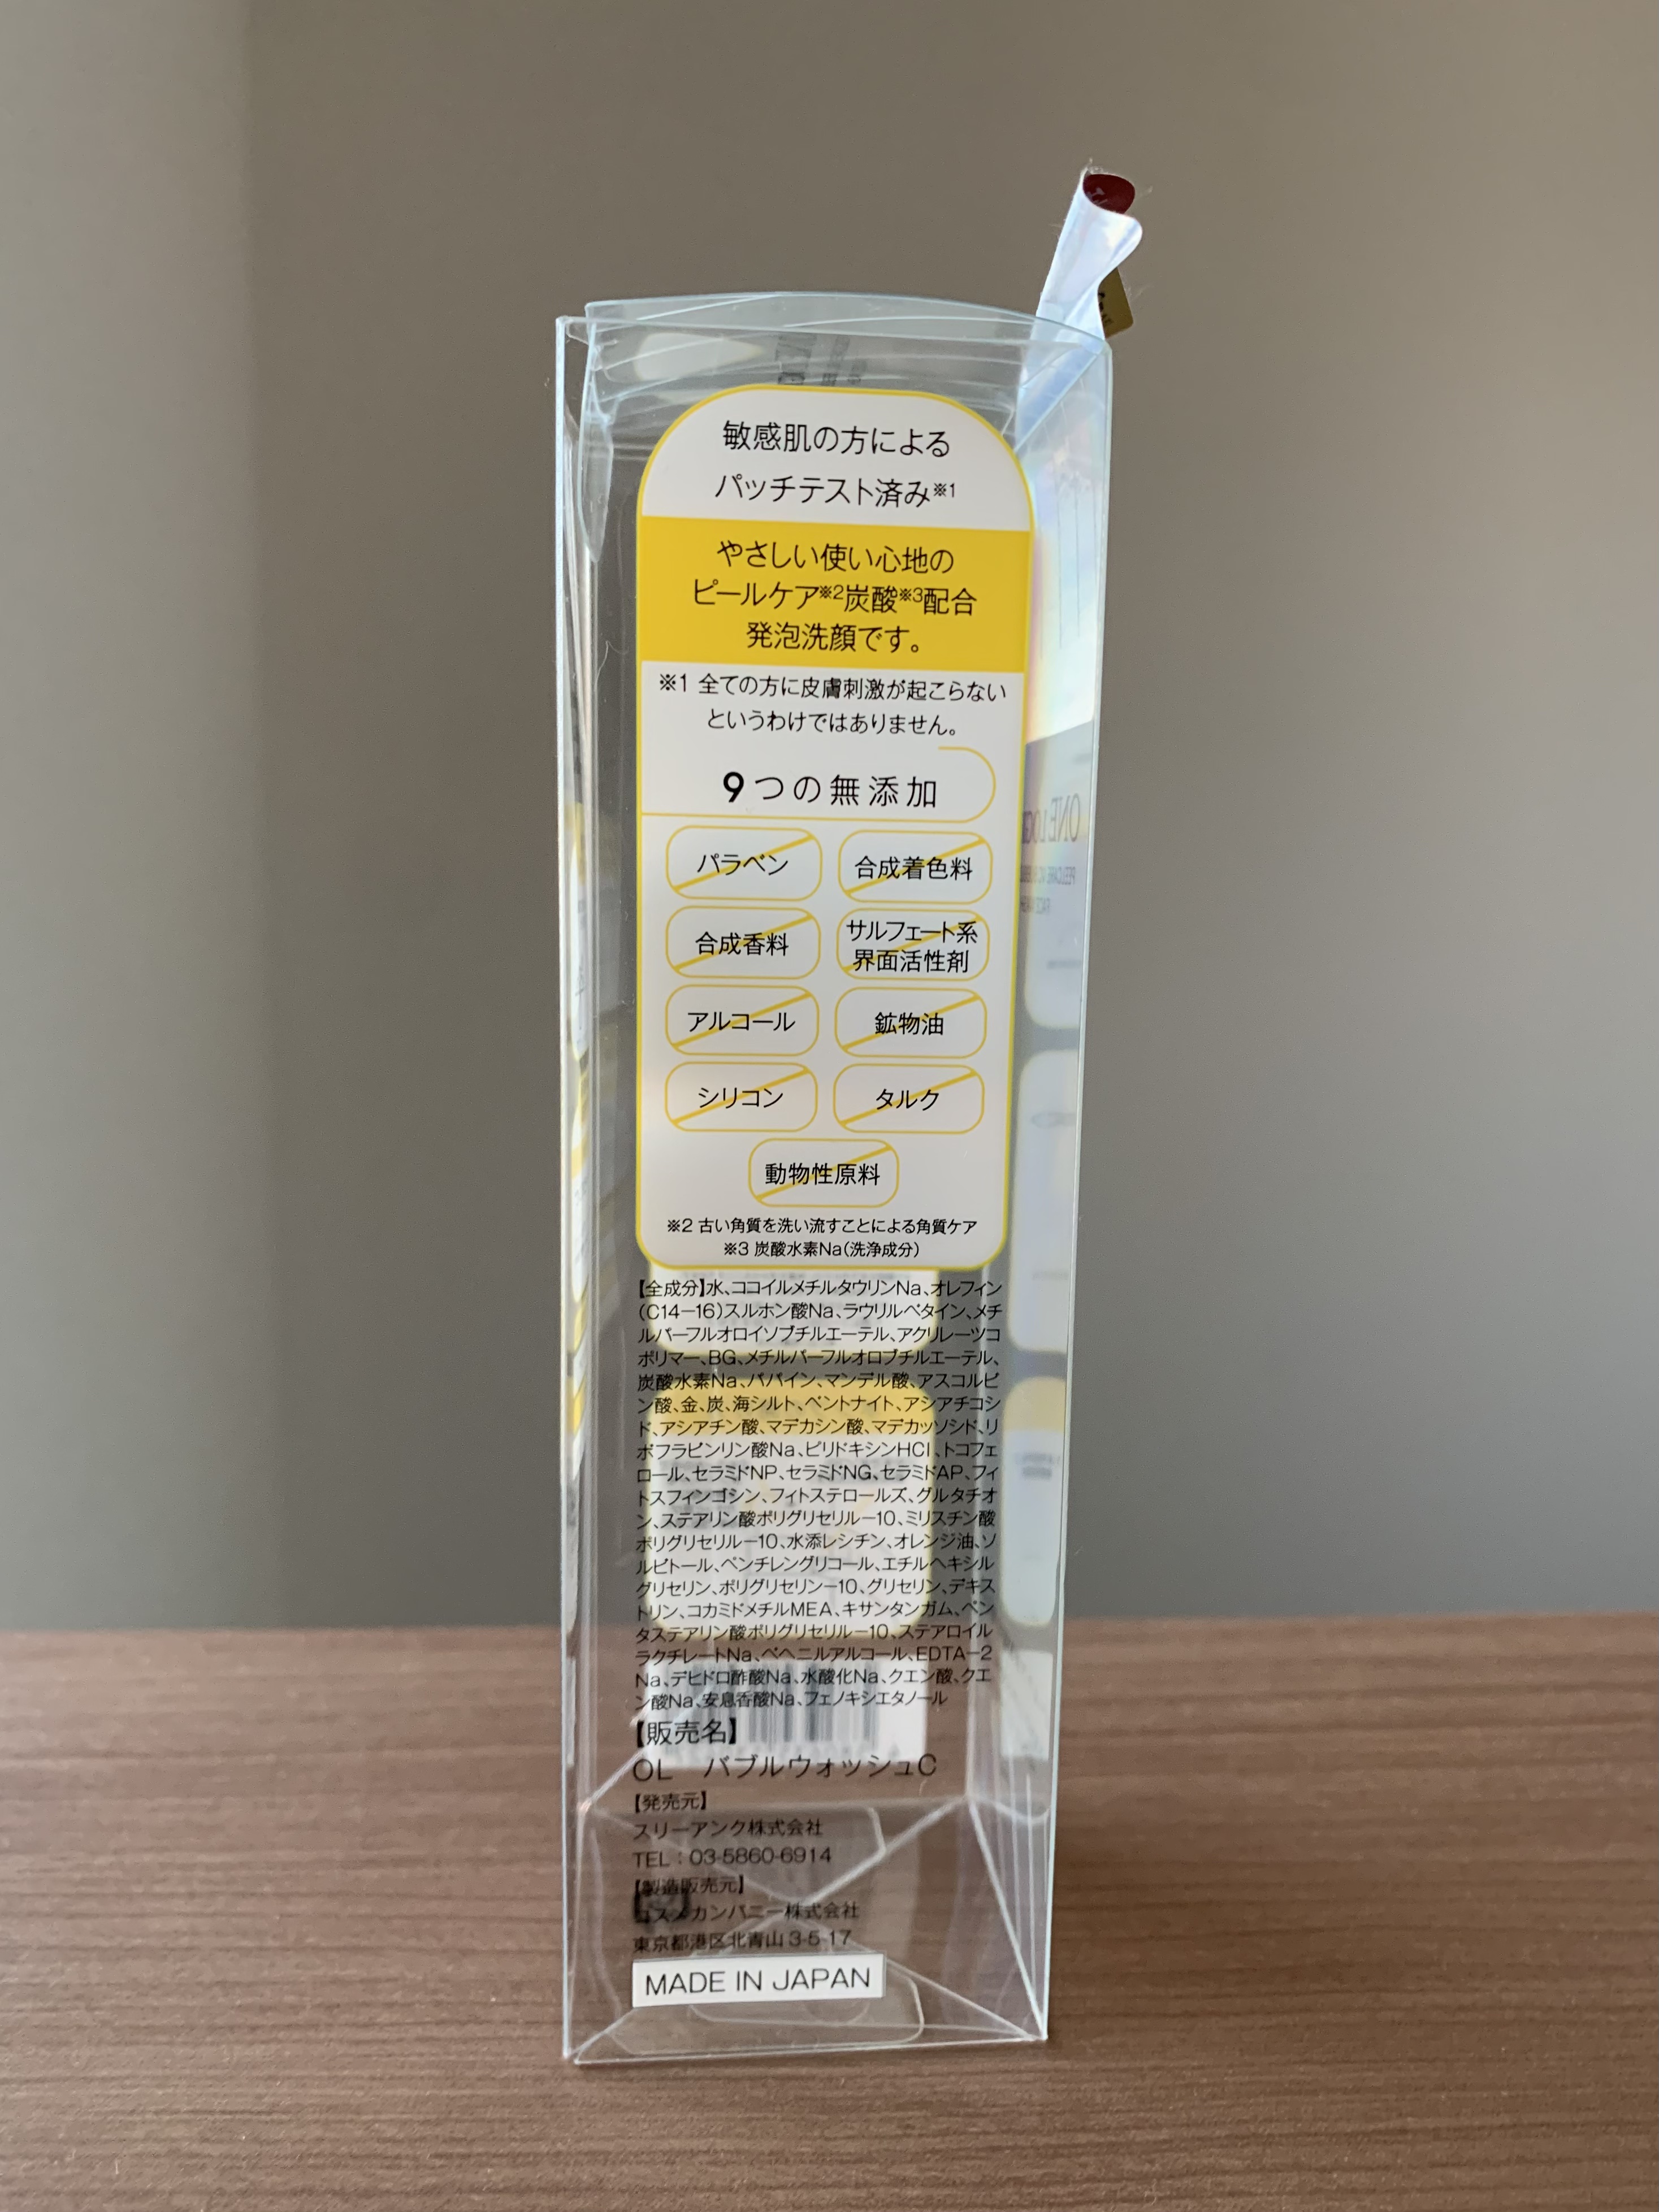 敏感肌の方による
パッチテスト済み※1
やさしい使い心地の
ピールケア※2炭酸※3配合
発泡洗顔です。
※1 全ての方に皮膚刺激が起こらない
というわけではありません。
9つの無添加
パラベン
合成着色料
合成香料
サルフェート系
界面活性剤
アルコール
鉱物油
シリコン
タルク
動物性原料
※2 古い角質を洗い流すことによる角質ケア
※3 炭酸水素Na(洗浄成分)
【全成分】水、ココイルメチルタウリンNa、オレフィン
(C14−16)スルホン酸Na、ラウリルベタイン、メチ
ルパーフルオロイソブチルエーテル、アクリレーツコ
ポリマー、BG、メチルパーフルオロブチルエーテル、
炭酸水素Na、パパイン、マンデル酸、アスコルビ
ン酸、金、炭、海シルト、ベントナイト、アシアチコシ
ド、アシアチン酸、マデカシン酸、マデカッソシド、リ
ボフラビンリン酸Na、ピリドキシンHCl、トコフェ
ロール、セラミドNP、セラミドNG、セラミドAP、フィ
トスフィンゴシン、フィトステロールズ、グルタチオ
ン、ステアリン酸ポリグリセリル−10、ミリスチン酸
ポリグリセリル−10、水添レシチン、オレンジ油、ソ
ルビトール、ペンチレングリコール、エチルヘキシル
グリセリン、ポリグリセリン−10、グリセリン、デキス
トリン、コカミドメチルMEA、キサンタンガム、ペン
タステアリン酸ポリグリセリル−10、ステアロイル
ラクチレートNa、ベヘニルアルコール、EDTA−2
Na、デヒドロ酢酸Na、水酸化Na、クエン酸、クエ
ン酸Na、安息香酸Na、フェノキシエタノール
【販売名】
OL バブルウォッシュC
【発売元】
スリーアンク株式会社
TEL：03-5860-6914
【製造販売元】
コスメカンパニー株式会社
東京都港区北青山 3-5-17
MADE IN JAPAN